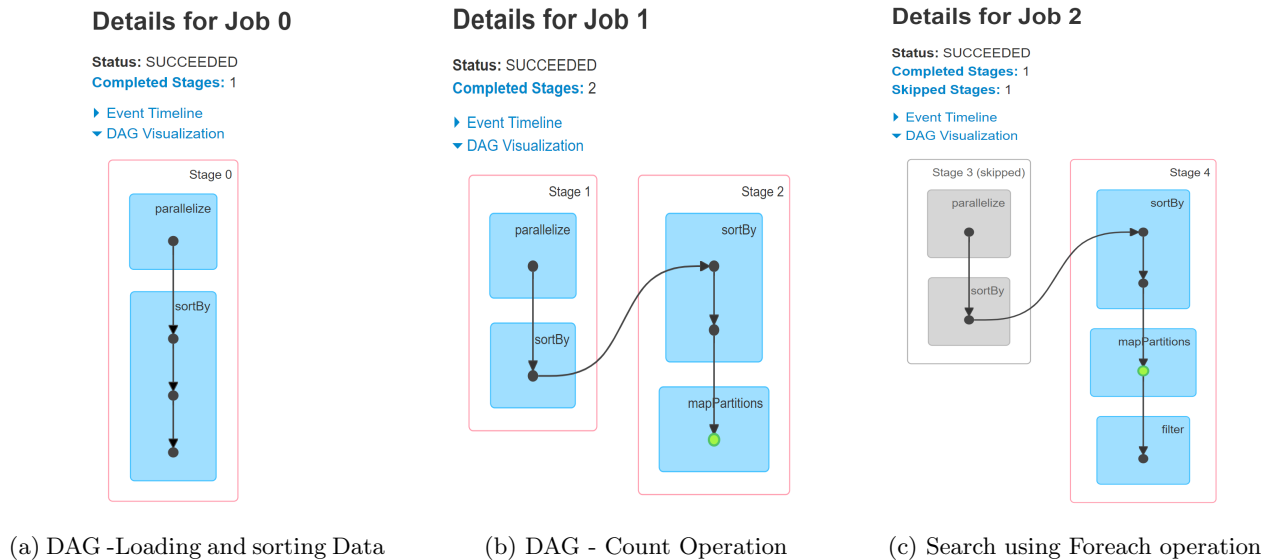 Details for Job 0
Status: SUCCEEDED
Completed Stages: 1
Event Timeline
DAG Visualization
Stage 0
parallelize
sortBy
(a) DAG -Loading and sorting Data
Details for Job 1
Status: SUCCEEDED
Completed Stages: 2
Event Timeline
DAG Visualization
Stage 1
parallelize
sortBy
Stage 2
sortBy
mapPartitions
(b) DAG - Count Operation
Details for Job 2
Status: SUCCEEDED
Completed Stages: 1
Skipped Stages: 1
Event Timeline
DAG Visualization
Stage 3 (skipped)
parallelize
sortBy
Stage 4
sortBy
mapPartitions
filter
(c) Search using Foreach operation